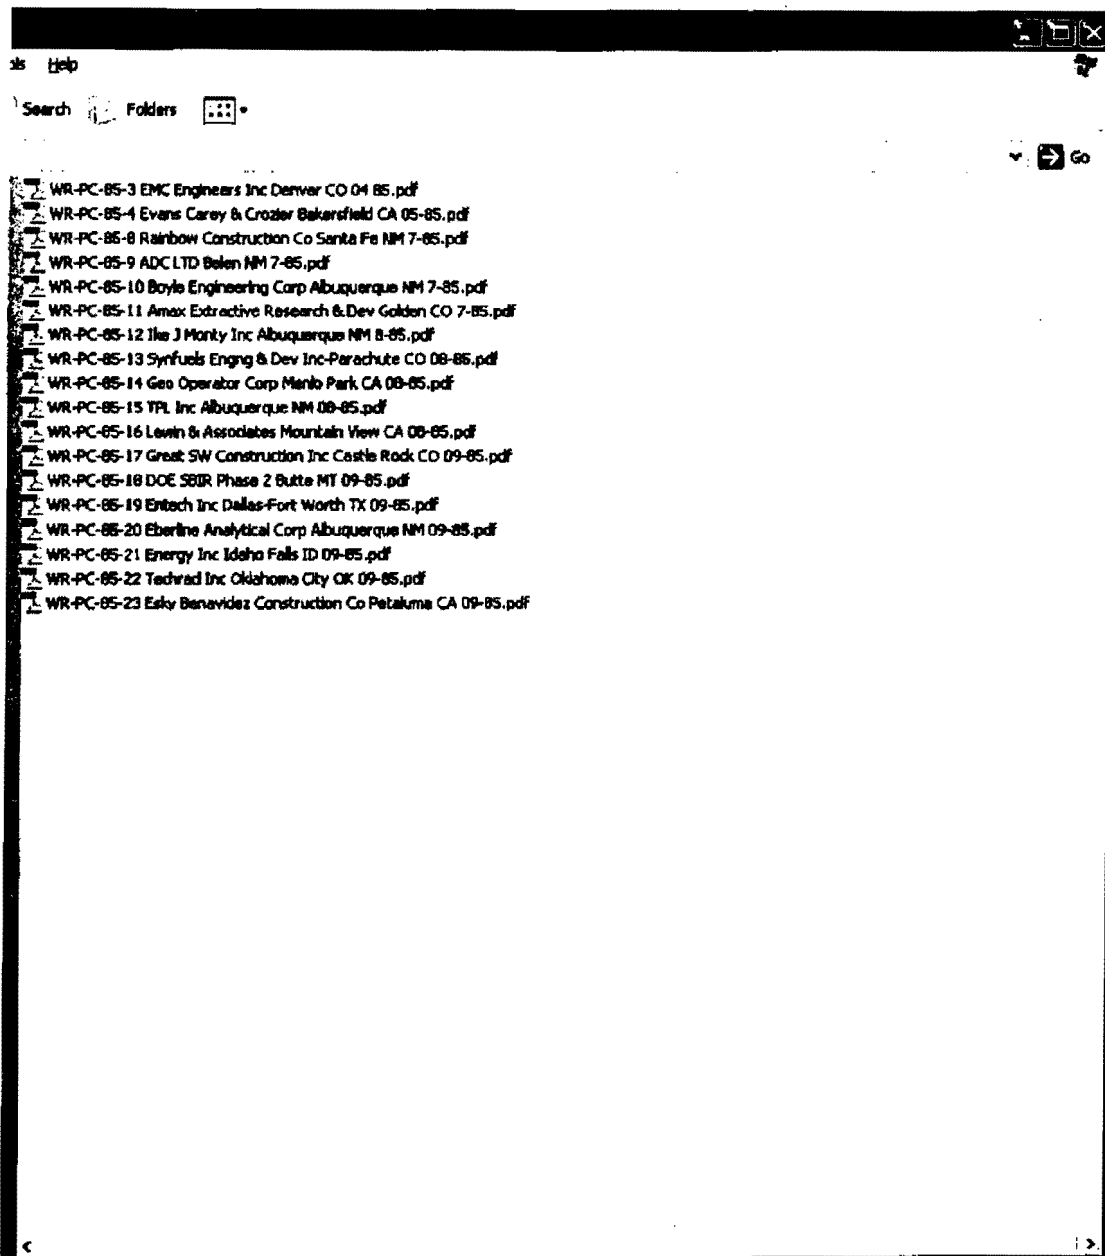 Help
Search Folders
Go
WR-PC-85-3 EMC Engineers Inc Denver CO 04 85.pdf
WR-PC-85-4 Evans Carey & Crozier Bakersfield CA 05-85.pdf
WR-PC-85-8 Rainbow Construction Co Santa Fe NM 7-85.pdf
WR-PC-85-9 ADC LTD Belen NM 7-85.pdf
WR-PC-85-10 Boyle Engineering Corp Albuquerque NM 7-85.pdf
WR-PC-85-11 Amax Extractive Research & Dev Golden CO 7-85.pdf
WR-PC-85-12 Ike J Monty Inc Albuquerque NM 8-85.pdf
WR-PC-85-13 Synfuels Engng & Dev Inc-Parachute CO 08-85.pdf
WR-PC-85-14 Geo Operator Corp Menlo Park CA 08-85.pdf
WR-PC-85-15 TPL Inc Albuquerque NM 08-85.pdf
WR-PC-85-16 Lewin & Associates Mountain View CA 08-85.pdf
WR-PC-85-17 Great SW Construction Inc Castle Rock CO 09-85.pdf
WR-PC-85-18 DOE SBIR Phase 2 Butte MT 09-85.pdf
WR-PC-85-19 Entech Inc Dallas-Fort Worth TX 09-85.pdf
WR-PC-85-20 Eberline Analytical Corp Albuquerque NM 09-85.pdf
WR-PC-85-21 Energy Inc Idaho Falls ID 09-85.pdf
WR-PC-85-22 Techrad Inc Oklahoma City OK 09-85.pdf
WR-PC-85-23 Esky Benavidez Construction Co Petaluma CA 09-85.pdf